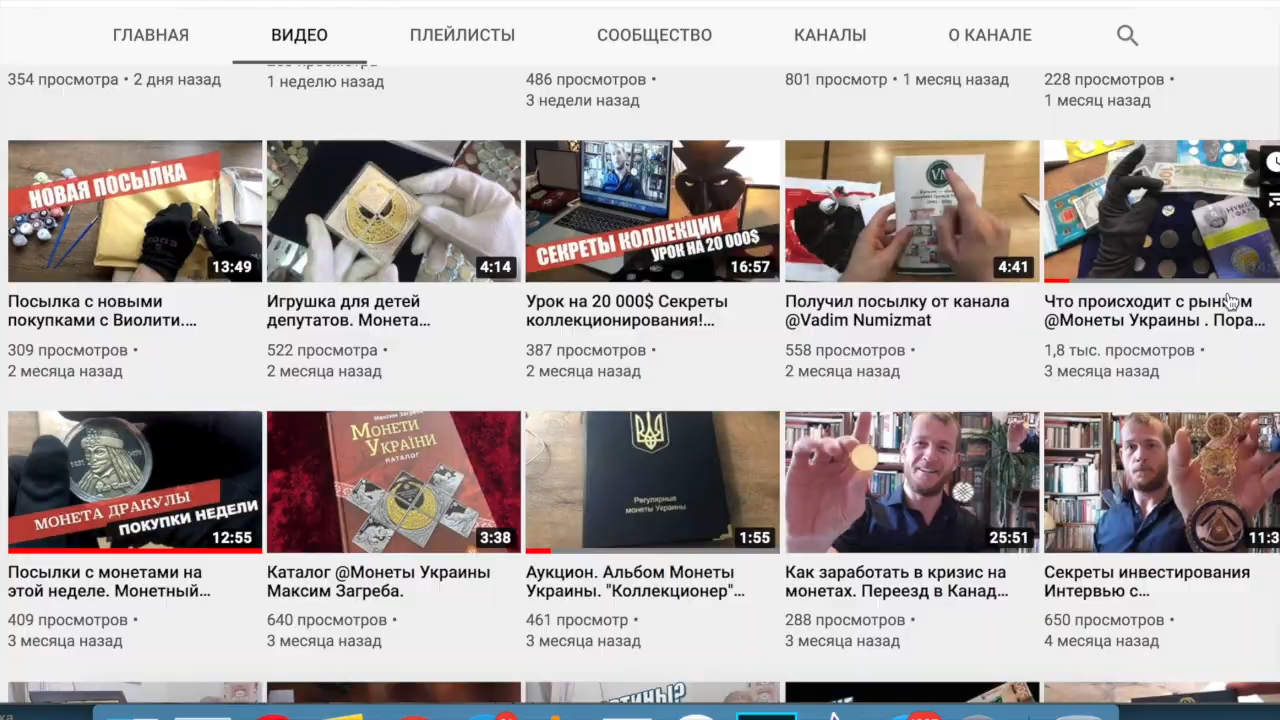 ГЛАВНАЯ
ВИДЕО
ПЛЕЙЛИСТЫ
СООБЩЕСТВО
КАНАЛЫ
О КАНАЛЕ
354 просмотра • 2 дня назад
1 неделю назад
486 просмотров •
3 недели назад
801 просмотр • 1 месяц назад
228 просмотров •
1 месяц назад
НОВАЯ ПОСЫЛКА
13:49
4:14
СЕКРЕТЫ КОЛЛЕКЦИИ
УРОК НА 20 000$
16:57
VN
4:41
Посылка с новыми
покупками с Виолити....
309 просмотров •
2 месяца назад
Игрушка для детей
депутатов. Монета...
522 просмотра •
2 месяца назад
Урок на 20 000$ Секреты
коллекционирования!...
387 просмотров •
2 месяца назад
Получил посылку от канала
@Vadim Numizmat
558 просмотров •
2 месяца назад
Что происходит с рынком
@Монеты Украины . Пора...
1,8 тыс. просмотров •
3 месяца назад
МОНЕТА ДРАКУЛЫ
ПОКУПКИ НЕДЕЛИ
12:55
Максим Загреба
МОНЕТИ
УКРАЇНИ
КАТАЛОГ
3:38
Регулярные
монеты Украины
1:55
25:51
11:3
Посылки с монетами на
этой неделе. Монетный...
409 просмотров •
3 месяца назад
Каталог @Монеты Украины
Максим Загреба.
640 просмотров •
3 месяца назад
Аукцион. Альбом Монеты
Украины. "Коллекционер"...
461 просмотр •
3 месяца назад
Как заработать в кризис на
монетах. Переезд в Канад...
288 просмотров •
3 месяца назад
Секреты инвестирования
Интервью с...
650 просмотров •
4 месяца назад